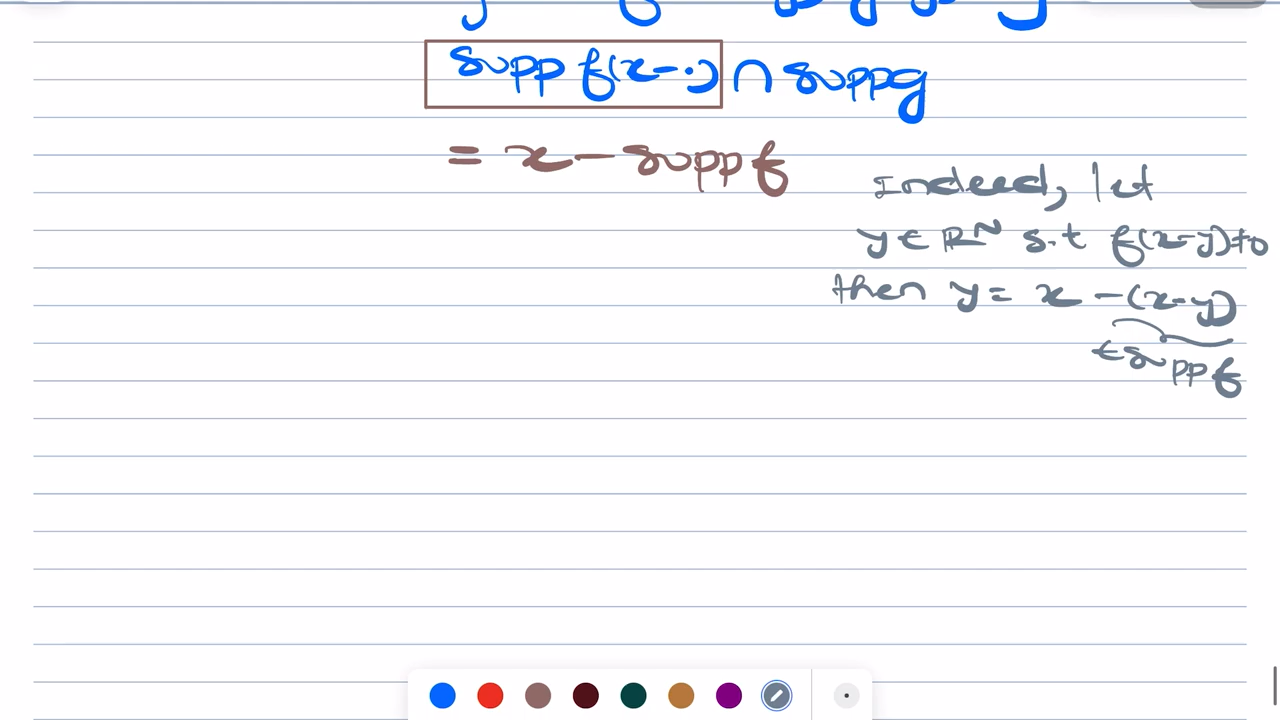 supp f(x-·) ∩ supp g
= x - supp f
Indeed, let
y ∈ ℝᴺ s.t f(x-y)≠0
then y = x -(x-y)
∈ supp f